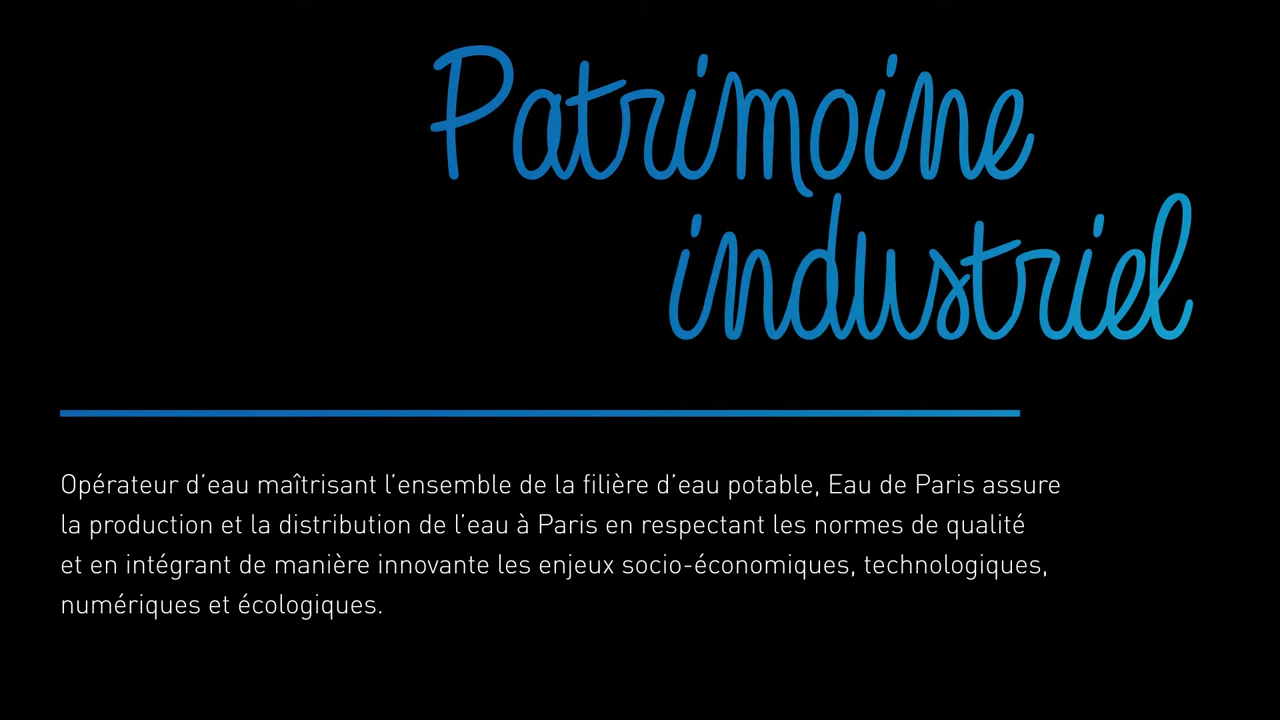 Patrimoine
industriel
Opérateur d’eau maîtrisant l’ensemble de la filière d’eau potable, Eau de Paris assure
la production et la distribution de l’eau à Paris en respectant les normes de qualité
et en intégrant de manière innovante les enjeux socio-économiques, technologiques,
numériques et écologiques.